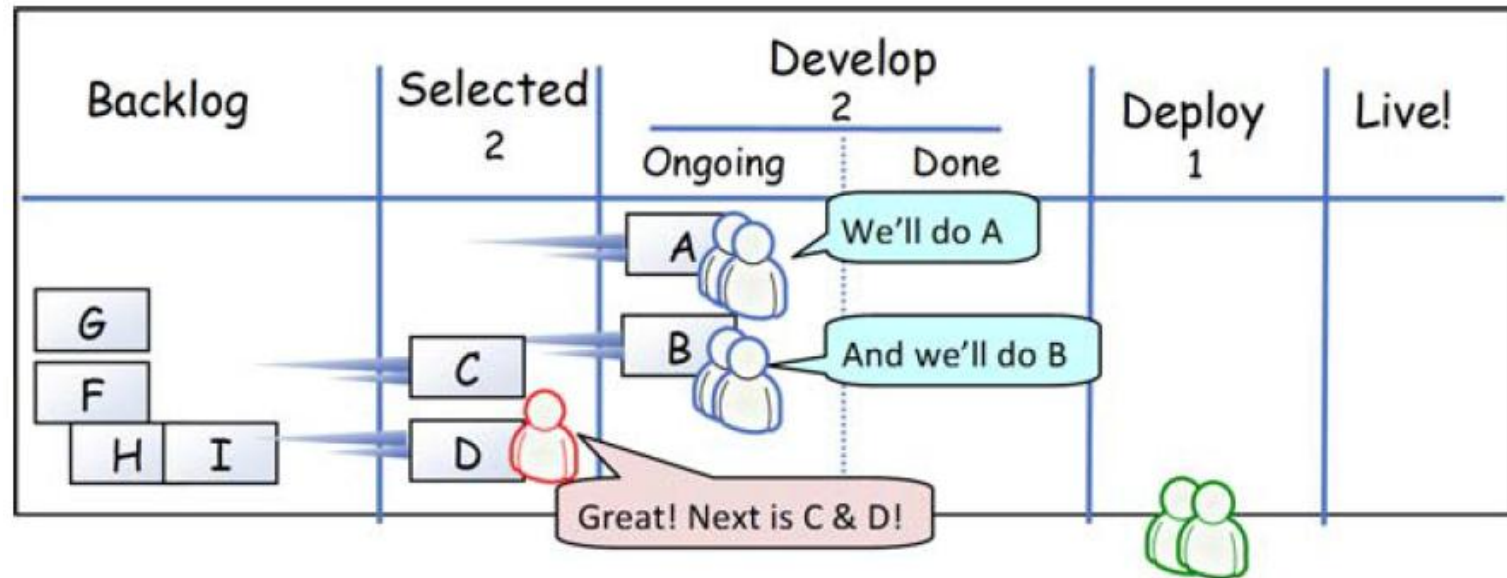 Backlog
Selected
2
Develop
2
Ongoing
Done
Deploy
1
Live!
A
We'll do A
G
C
B
And we'll do B
F
H
I
D
Great! Next is C & D!